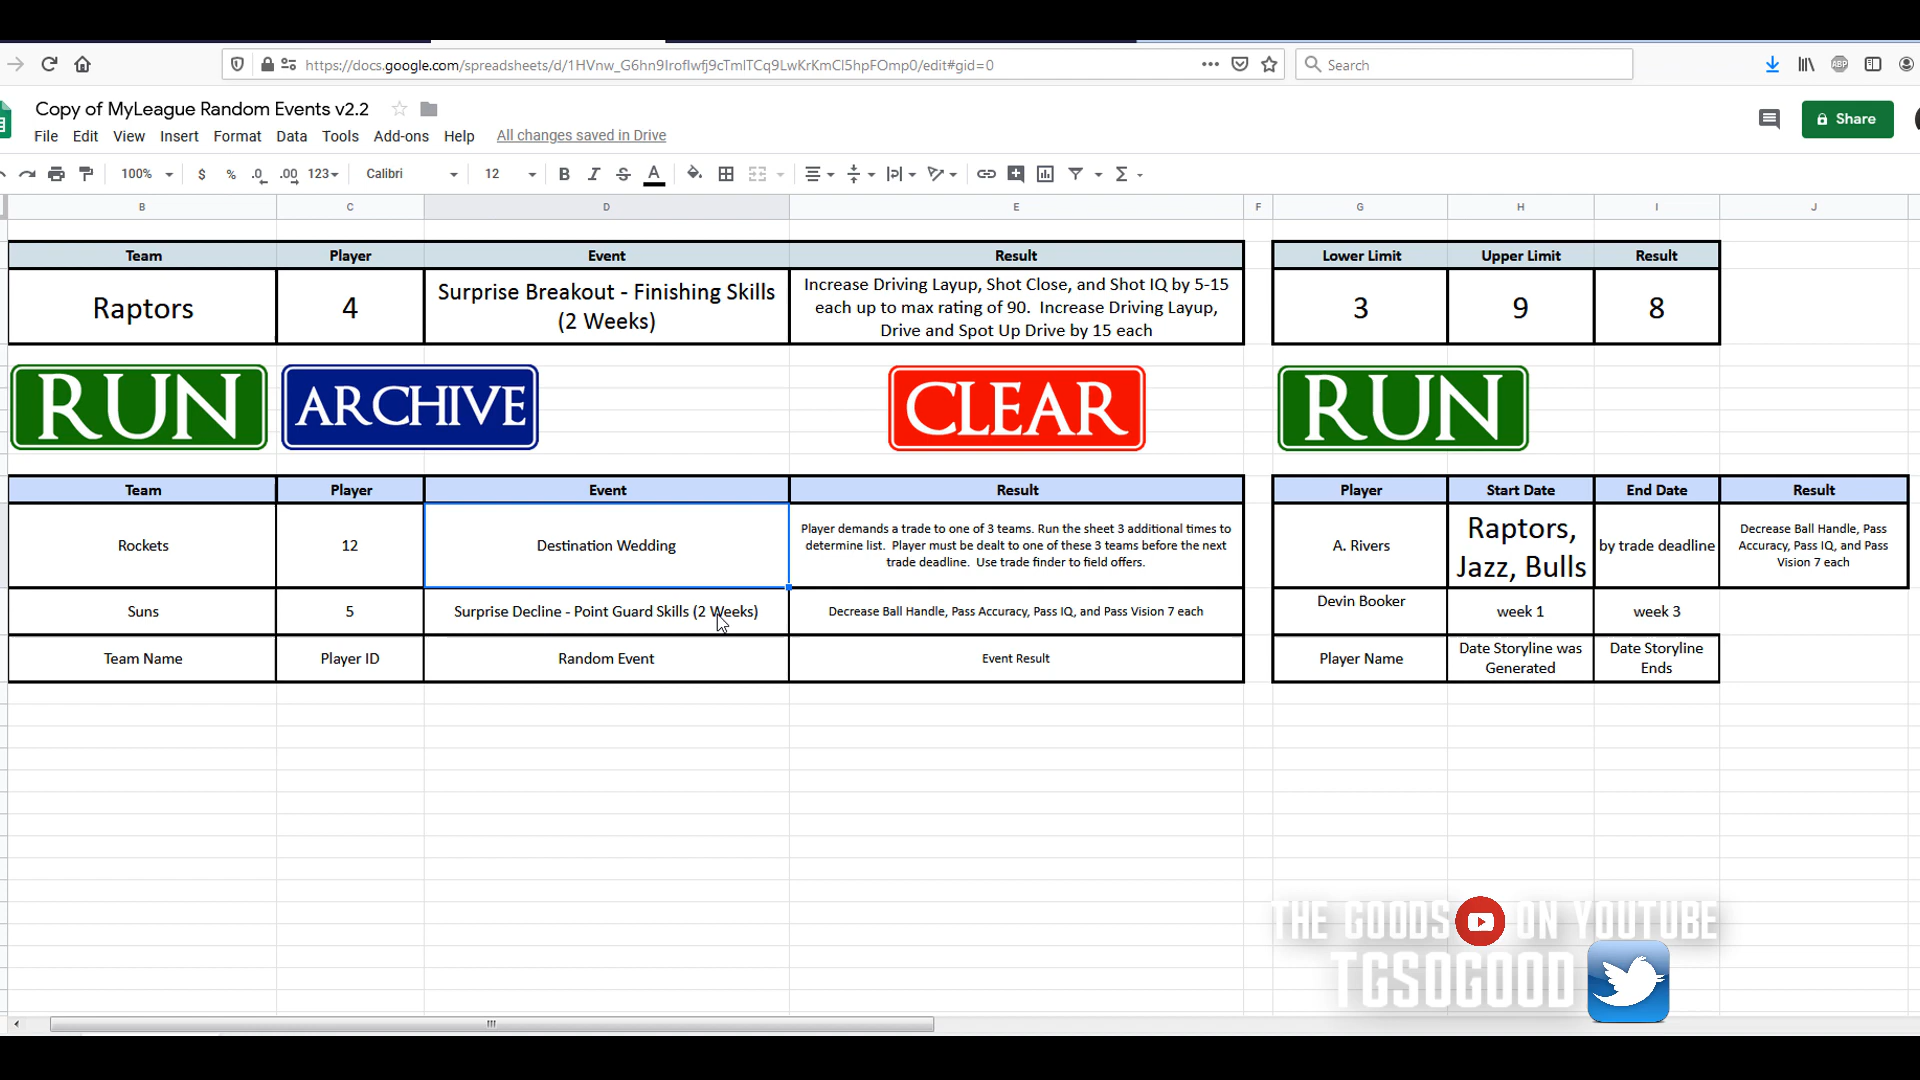 https://docs.google.com/spreadsheets/d/1HVnw_G6hn9Iroflwfj9cTmlTCq9LwKrKmCl5hpFOmp0/edit#gid=0
Search
ABP
Copy of MyLeague Random Events v2.2
File Edit View Insert Format Data Tools Add-ons Help All changes saved in Drive
Share
100% $ % .0 .00 123 Calibri 12 B I S A Σ
B C D E F G H I J
Team Player Event Result Lower Limit Upper Limit Result
Raptors 4 Surprise Breakout - Finishing Skills
(2 Weeks)
Increase Driving Layup, Shot Close, and Shot IQ by 5-15
each up to max rating of 90. Increase Driving Layup,
Drive and Spot Up Drive by 15 each
3 9 8
RUN ARCHIVE CLEAR RUN
Team Player Event Result Player Start Date End Date Result
Rockets 12 Destination Wedding
Player demands a trade to one of 3 teams. Run the sheet 3 additional times to
determine list. Player must be dealt to one of these 3 teams before the next
trade deadline. Use trade finder to field offers.
A. Rivers
Raptors,
Jazz, Bulls
by trade deadline
Decrease Ball Handle, Pass
Accuracy, Pass IQ, and Pass
Vision 7 each
Suns 5 Surprise Decline - Point Guard Skills (2 Weeks) Decrease Ball Handle, Pass Accuracy, Pass IQ, and Pass Vision 7 each Devin Booker week 1 week 3
Team Name Player ID Random Event Event Result Player Name
Date Storyline was
Generated
Date Storyline
Ends
THE GOODS ON YOUTUBE
TCSOGOOD